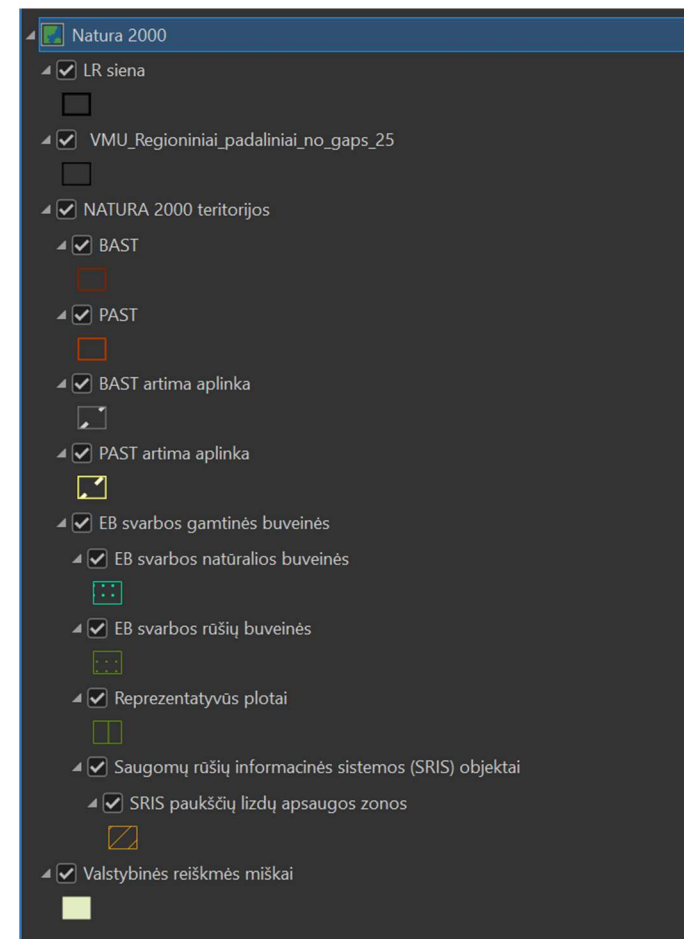 Natura 2000
LR siena
VMU_Regioniniai_padaliniai_no_gaps_25
NATURA 2000 teritorijos
BAST
PAST
BAST artima aplinka
PAST artima aplinka
EB svarbos gamtinės buveinės
EB svarbos natūralios buveinės
EB svarbos rūšių buveinės
Reprezentatyvūs plotai
Saugomų rūšių informacinės sistemos (SRIS) objektai
SRIS paukščių lizdų apsaugos zonos
Valstybinės reiškmės miškai